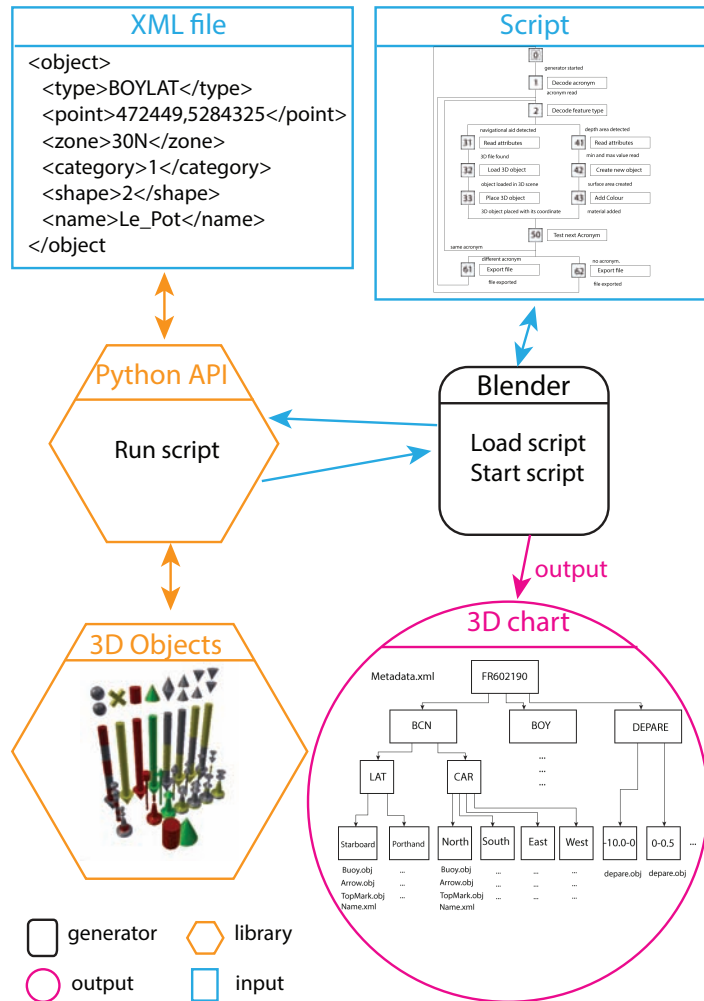 XML file
<object>
<type>BOYLAT</type>
<point>472449,5284325</point>
<zone>30N</zone>
<category>1</category>
<shape>2</shape>
<name>Le_Pot</name>
</object
Script
0
generator started
1 Decode acronym
acronym read
2 Decode feature type
navigational aid detected
depth area detected
31 Read attributes
41 Read attributes
3D file found
min and max value read
32 Load 3D object
42 Create new object
object loaded in 3D scene
surface area created
33 Place 3D object
43 Add Colour
3D object placed with its coordinate
material added
50 Test next Acronym
same acronym
different acronym
no acronym.
61 Export file
62 Export file
file exported
file exported
Python API
Run script
Blender
Load script
Start script
output
3D Objects
3D chart
Metadata.xml
FR602190
BCN
BOY
DEPARE
...
...
...
LAT
CAR
Starboard
Porthand
North
South
East
West
-10.0-0
0-0.5
...
Buoy.obj
Arrow.obj
TopMark.obj
Name.xml
...
...
...
Buoy.obj
Arrow.obj
TopMark.obj
Name.xml
...
...
...
...
...
...
...
...
...
depare.obj
depare.obj
generator
library
output
input